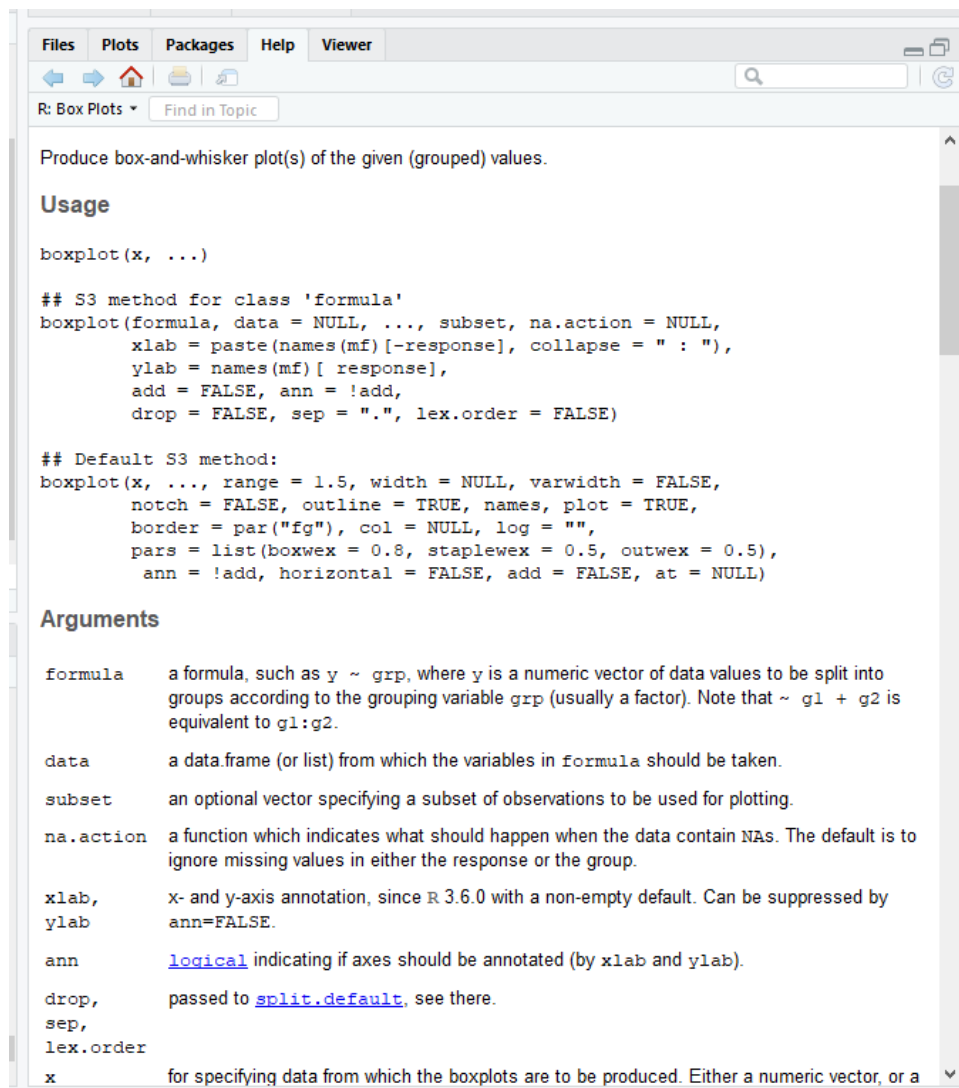 Files Plots Packages Help Viewer
R: Box Plots Find in Topic
Produce box-and-whisker plot(s) of the given (grouped) values.
Usage
boxplot(x, ...)
## S3 method for class 'formula'
boxplot(formula, data = NULL, ..., subset, na.action = NULL,
        xlab = paste(names(mf)[-response], collapse = " : "),
        ylab = names(mf)[ response],
        add = FALSE, ann = !add,
        drop = FALSE, sep = ".", lex.order = FALSE)
## Default S3 method:
boxplot(x, ..., range = 1.5, width = NULL, varwidth = FALSE,
        notch = FALSE, outline = TRUE, names, plot = TRUE,
        border = par("fg"), col = NULL, log = "",
        pars = list(boxwex = 0.8, staplewex = 0.5, outwex = 0.5),
         ann = !add, horizontal = FALSE, add = FALSE, at = NULL)
Arguments
formula a formula, such as y ~ grp, where y is a numeric vector of data values to be split into
groups according to the grouping variable grp (usually a factor). Note that ~ g1 + g2 is
equivalent to g1:g2.
data a data.frame (or list) from which the variables in formula should be taken.
subset an optional vector specifying a subset of observations to be used for plotting.
na.action a function which indicates what should happen when the data contain NAs. The default is to
ignore missing values in either the response or the group.
xlab, x- and y-axis annotation, since R 3.6.0 with a non-empty default. Can be suppressed by
ylab ann=FALSE.
ann logical indicating if axes should be annotated (by xlab and ylab).
drop, passed to split.default, see there.
sep,
lex.order
x for specifying data from which the boxplots are to be produced. Either a numeric vector, or a